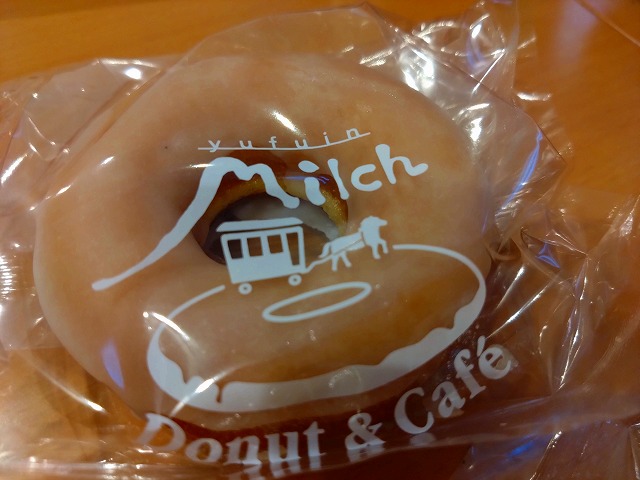 yufuin
Milch
Donut & Café